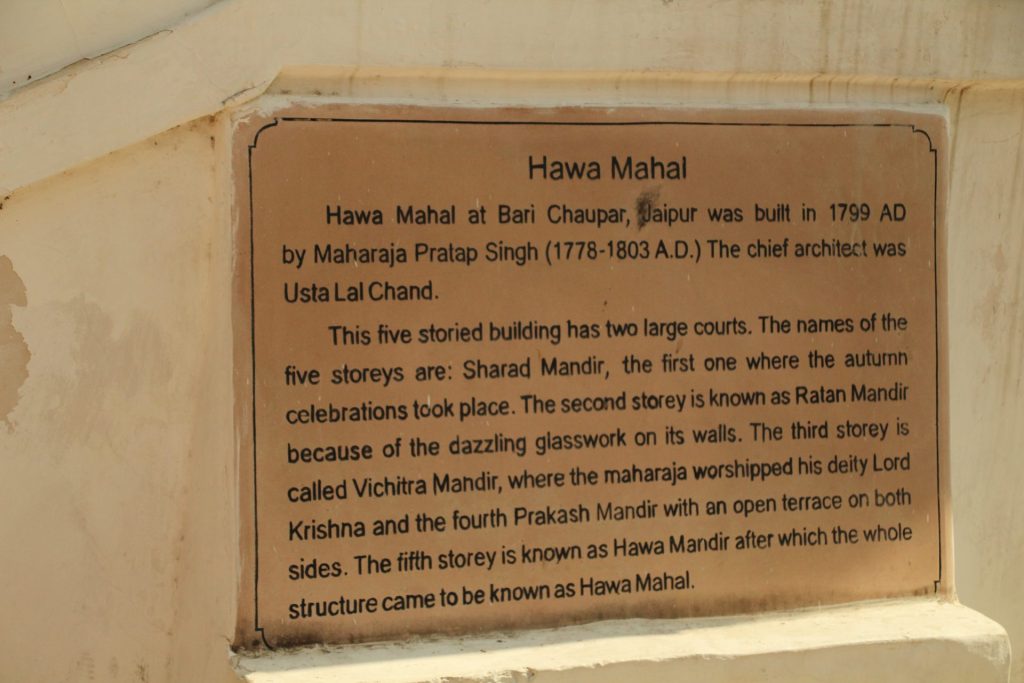 Hawa Mahal
Hawa Mahal at Bari Chaupar, Jaipur was built in 1799 AD
by Maharaja Pratap Singh (1778-1803 A.D.) The chief architect was
Usta Lal Chand.
This five storied building has two large courts. The names of the
five storeys are: Sharad Mandir, the first one where the autumn
celebrations took place. The second storey is known as Ratan Mandir
because of the dazzling glasswork on its walls. The third storey is
called Vichitra Mandir, where the maharaja worshipped his deity Lord
Krishna and the fourth Prakash Mandir with an open terrace on both
sides. The fifth storey is known as Hawa Mandir after which the whole
structure came to be known as Hawa Mahal.